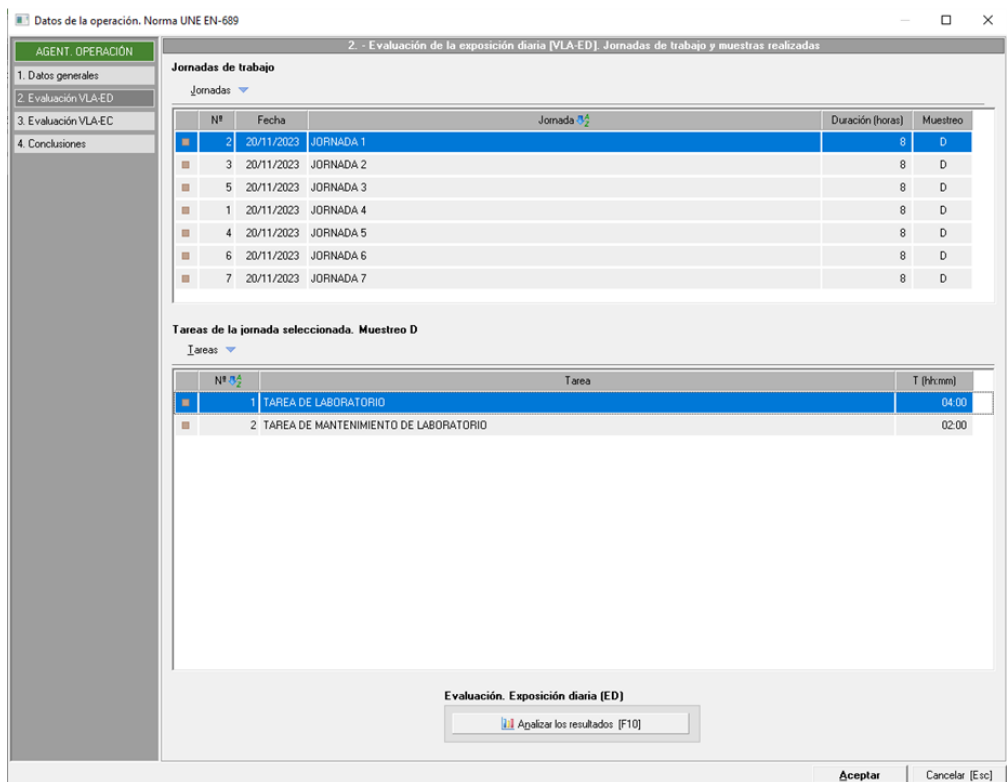 Datos de la operación. Norma UNE EN-689
AGENT. OPERACIÓN
1. Datos generales
2. Evaluación VLA-ED
3. Evaluación VLA-EC
4. Conclusiones
2. - Evaluación de la exposición diaria [VLA-ED]. Jornadas de trabajo y muestras realizadas
Jornadas de trabajo
Jornadas
Nº Fecha Jornada Duración (horas) Muestreo
2 20/11/2023 JORNADA 1 8 D
3 20/11/2023 JORNADA 2 8 D
5 20/11/2023 JORNADA 3 8 D
1 20/11/2023 JORNADA 4 8 D
4 20/11/2023 JORNADA 5 8 D
6 20/11/2023 JORNADA 6 8 D
7 20/11/2023 JORNADA 7 8 D
Tareas de la jornada seleccionada. Muestreo D
Tareas
Nº Tarea T (hh:mm)
1 TAREA DE LABORATORIO 04:00
2 TAREA DE MANTENIMIENTO DE LABORATORIO 02:00
Evaluación. Exposición diaria (ED)
Analizar los resultados [F10]
Aceptar Cancelar [Esc]